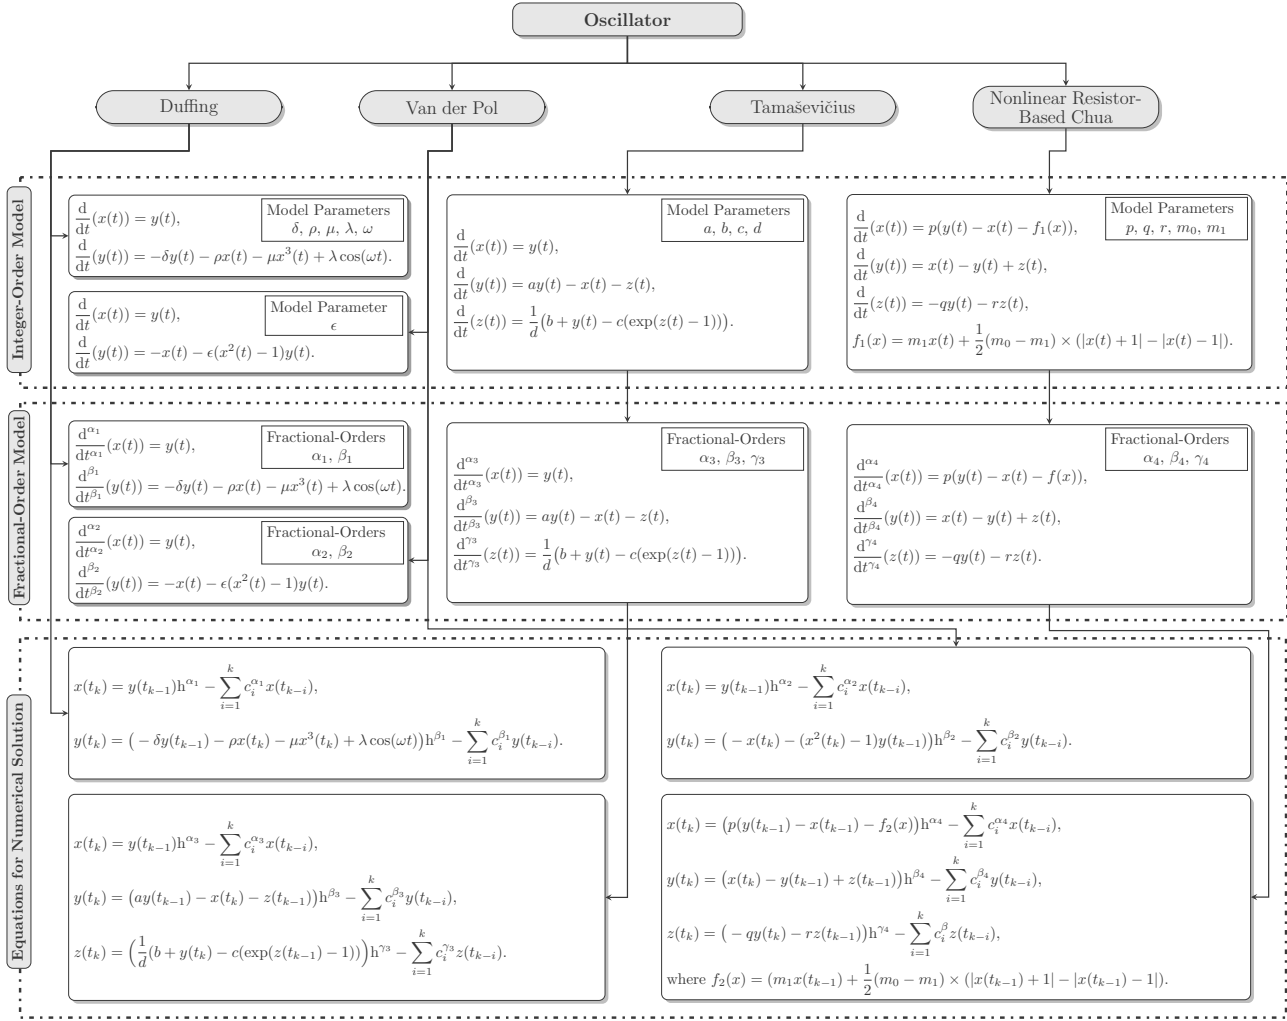 Oscillator
Duffing
Van der Pol
Tamaševičius
Nonlinear Resistor-
Based Chua
Integer-Order Model
d/dt(x(t)) = y(t),
d/dt(y(t)) = −δy(t) − ρx(t) − μx³(t) + λ cos(ωt).
Model Parameters
δ, ρ, μ, λ, ω
d/dt(x(t)) = y(t),
d/dt(y(t)) = −x(t) − ϵ(x²(t) − 1)y(t).
Model Parameter
ϵ
Model Parameters
a, b, c, d
d/dt(x(t)) = y(t),
d/dt(y(t)) = ay(t) − x(t) − z(t),
d/dt(z(t)) = 1/d(b + y(t) − c(exp(z(t) − 1))).
Model Parameters
p, q, r, m₀, m₁
d/dt(x(t)) = p(y(t) − x(t) − f₁(x)),
d/dt(y(t)) = x(t) − y(t) + z(t),
d/dt(z(t)) = −qy(t) − rz(t),
f₁(x) = m₁x(t) + 1/2(m₀ − m₁) × (|x(t) + 1| − |x(t) − 1|).
Fractional-Order Model
d^α₁/dt^α₁(x(t)) = y(t),
d^β₁/dt^β₁(y(t)) = −δy(t) − ρx(t) − μx³(t) + λ cos(ωt).
Fractional-Orders
α₁, β₁
d^α₂/dt^α₂(x(t)) = y(t),
d^β₂/dt^β₂(y(t)) = −x(t) − ϵ(x²(t) − 1)y(t).
Fractional-Orders
α₂, β₂
Fractional-Orders
α₃, β₃, γ₃
d^α₃/dt^α₃(x(t)) = y(t),
d^β₃/dt^β₃(y(t)) = ay(t) − x(t) − z(t),
d^γ₃/dt^γ₃(z(t)) = 1/d(b + y(t) − c(exp(z(t) − 1))).
Fractional-Orders
α₄, β₄, γ₄
d^α₄/dt^α₄(x(t)) = p(y(t) − x(t) − f(x)),
d^β₄/dt^β₄(y(t)) = x(t) − y(t) + z(t),
d^γ₄/dt^γ₄(z(t)) = −qy(t) − rz(t).
Equations for Numerical Solution
x(t_k) = y(t_{k−1})h^α₁ − ∑_{i=1}^{k} c_i^α₁ x(t_{k−i}),
y(t_k) = (− δy(t_{k−1}) − ρx(t_k) − μx³(t_k) + λ cos(ωt))h^β₁ − ∑_{i=1}^{k} c_i^β₁ y(t_{k−i}).
x(t_k) = y(t_{k−1})h^α₂ − ∑_{i=1}^{k} c_i^α₂ x(t_{k−i}),
y(t_k) = (− x(t_k) − (x²(t_k) − 1)y(t_{k−1}))h^β₂ − ∑_{i=1}^{k} c_i^β₂ y(t_{k−i}).
x(t_k) = y(t_{k−1})h^α₃ − ∑_{i=1}^{k} c_i^α₃ x(t_{k−i}),
y(t_k) = (ay(t_{k−1}) − x(t_k) − z(t_{k−1}))h^β₃ − ∑_{i=1}^{k} c_i^β₃ y(t_{k−i}),
z(t_k) = (1/d(b + y(t_k) − c(exp(z(t_{k−1}) − 1)))h^γ₃ − ∑_{i=1}^{k} c_i^γ₃ z(t_{k−i}).
x(t_k) = (p(y(t_{k−1}) − x(t_{k−1}) − f₂(x))h^α₄ − ∑_{i=1}^{k} c_i^α₄ x(t_{k−i}),
y(t_k) = (x(t_k) − y(t_{k−1}) + z(t_{k−1}))h^β₄ − ∑_{i=1}^{k} c_i^β₄ y(t_{k−i}),
z(t_k) = (− qy(t_k) − rz(t_{k−1}))h^γ₄ − ∑_{i=1}^{k} c_i^β z(t_{k−i}),
where f₂(x) = (m₁x(t_{k−1}) + 1/2(m₀ − m₁) × (|x(t_{k−1}) + 1| − |x(t_{k−1}) − 1|).